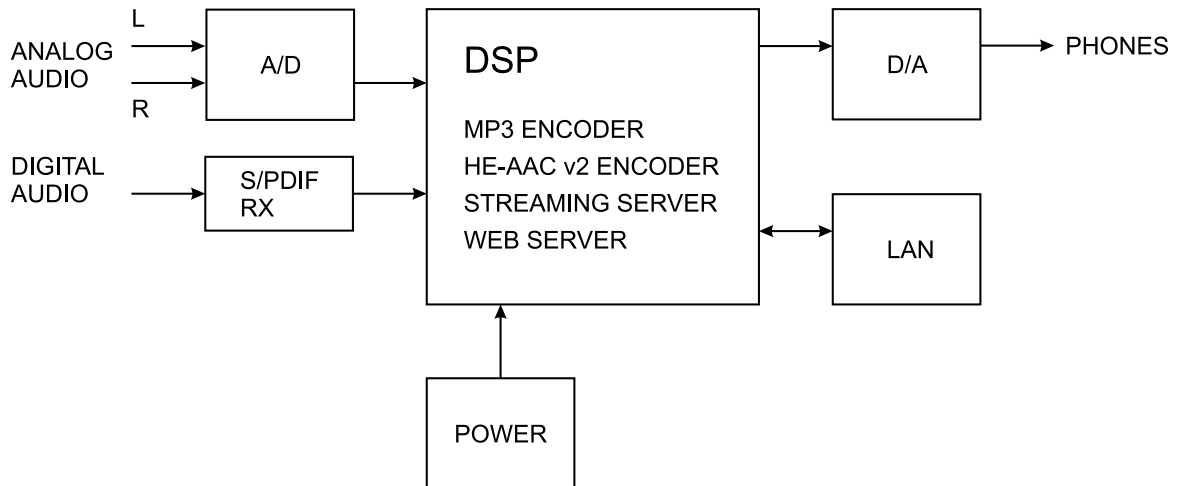 L
ANALOG
AUDIO
R
A/D
DIGITAL
AUDIO
S/PDIF
RX
DSP
MP3 ENCODER
HE-AAC v2 ENCODER
STREAMING SERVER
WEB SERVER
D/A
PHONES
LAN
POWER